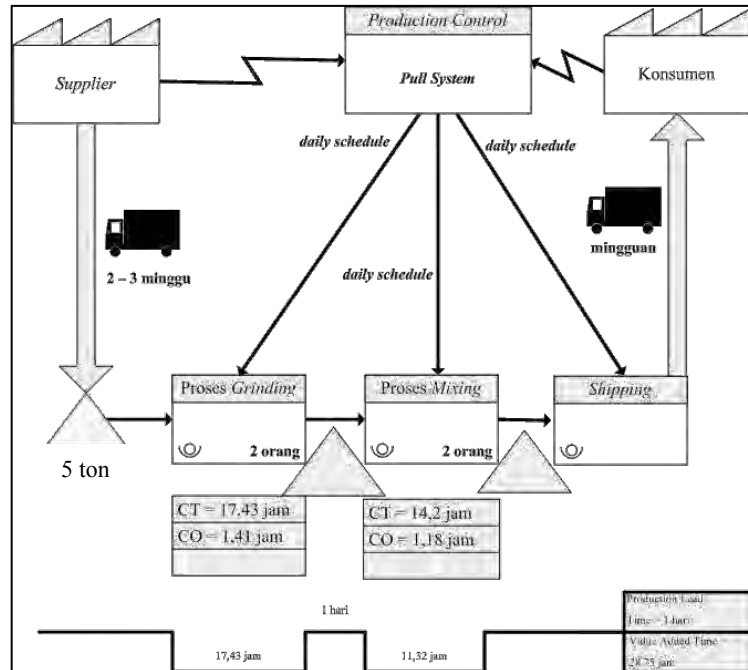 Production Control
Supplier
Pull System
Konsumen
daily schedule
daily schedule
2 – 3 minggu
mingguan
daily schedule
Proses Grinding
Proses Mixing
Shipping
2 orang
2 orang
5 ton
CT = 17,43 jam
CT = 14,2 jam
CO = 1,41 jam
CO = 1,18 jam
1 hari
Production Lead
Time = 1 hari
17,43 jam
11,32 jam
Value Added Time
28,75 jam